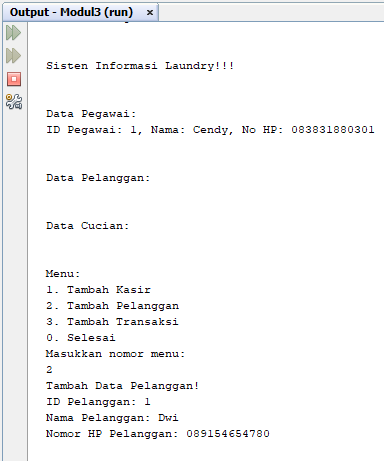 Output - Modul3 (run) ×
Sisten Informasi Laundry!!!
Data Pegawai:
ID Pegawai: 1, Nama: Cendy, No HP: 083831880301
Data Pelanggan:
Data Cucian:
Menu:
1. Tambah Kasir
2. Tambah Pelanggan
3. Tambah Transaksi
0. Selesai
Masukkan nomor menu:
2
Tambah Data Pelanggan!
ID Pelanggan: 1
Nama Pelanggan: Dwi
Nomor HP Pelanggan: 089154654780